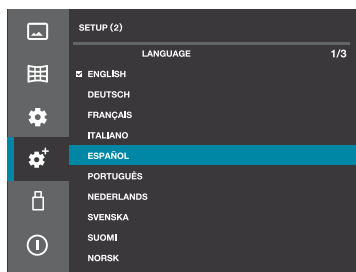 SETUP (2)
LANGUAGE 1/3
ENGLISH
DEUTSCH
FRANÇAIS
ITALIANO
ESPAÑOL
PORTUGUÊS
NEDERLANDS
SVENSKA
SUOMI
NORSK